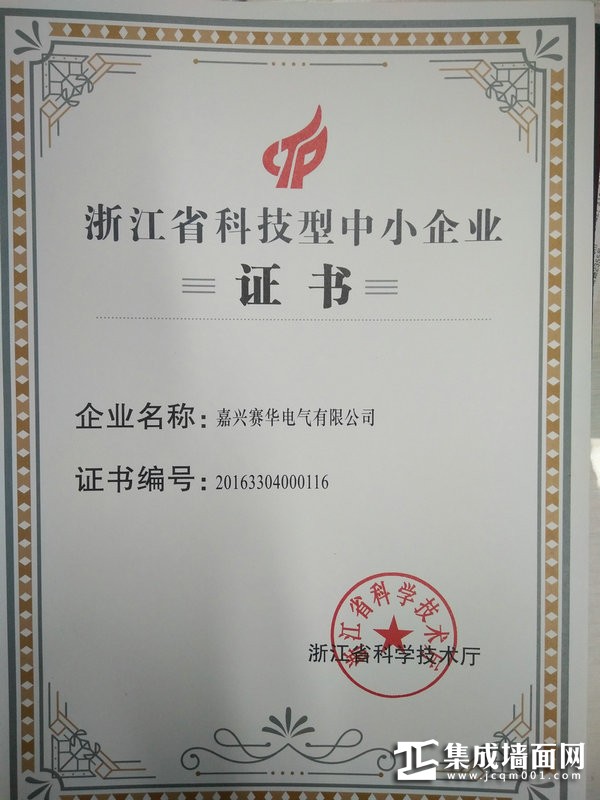 浙江省科技型中小企业
证书
企业名称：嘉兴赛华电气有限公司
证书编号：20163304000116
浙江省科学技术厅
浙江省科学技术厅
集成墙面网
www.jcqm001.com